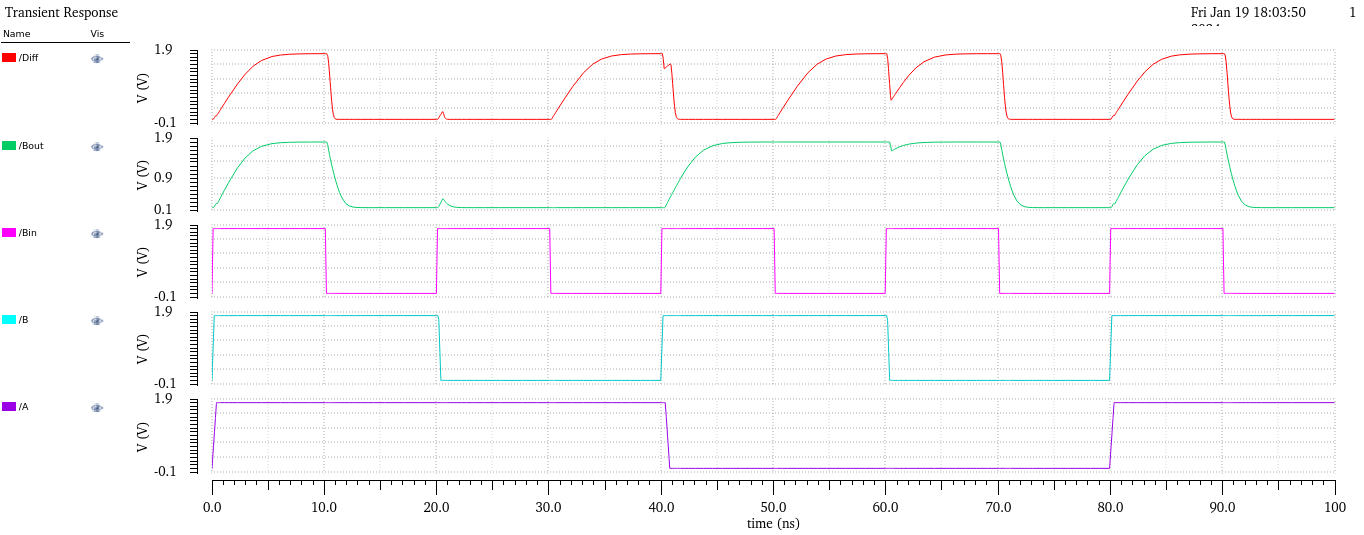 Transient Response
Fri Jan 19 18:03:50 1
Name Vis
/Diff
1.9
V (V)
-0.1
/Bout
1.9
V (V)
0.9
0.1
/Bin
1.9
V (V)
-0.1
/B
1.9
V (V)
-0.1
/A
1.9
V (V)
-0.1
0.0 10.0 20.0 30.0 40.0 50.0 60.0 70.0 80.0 90.0 100
time (ns)